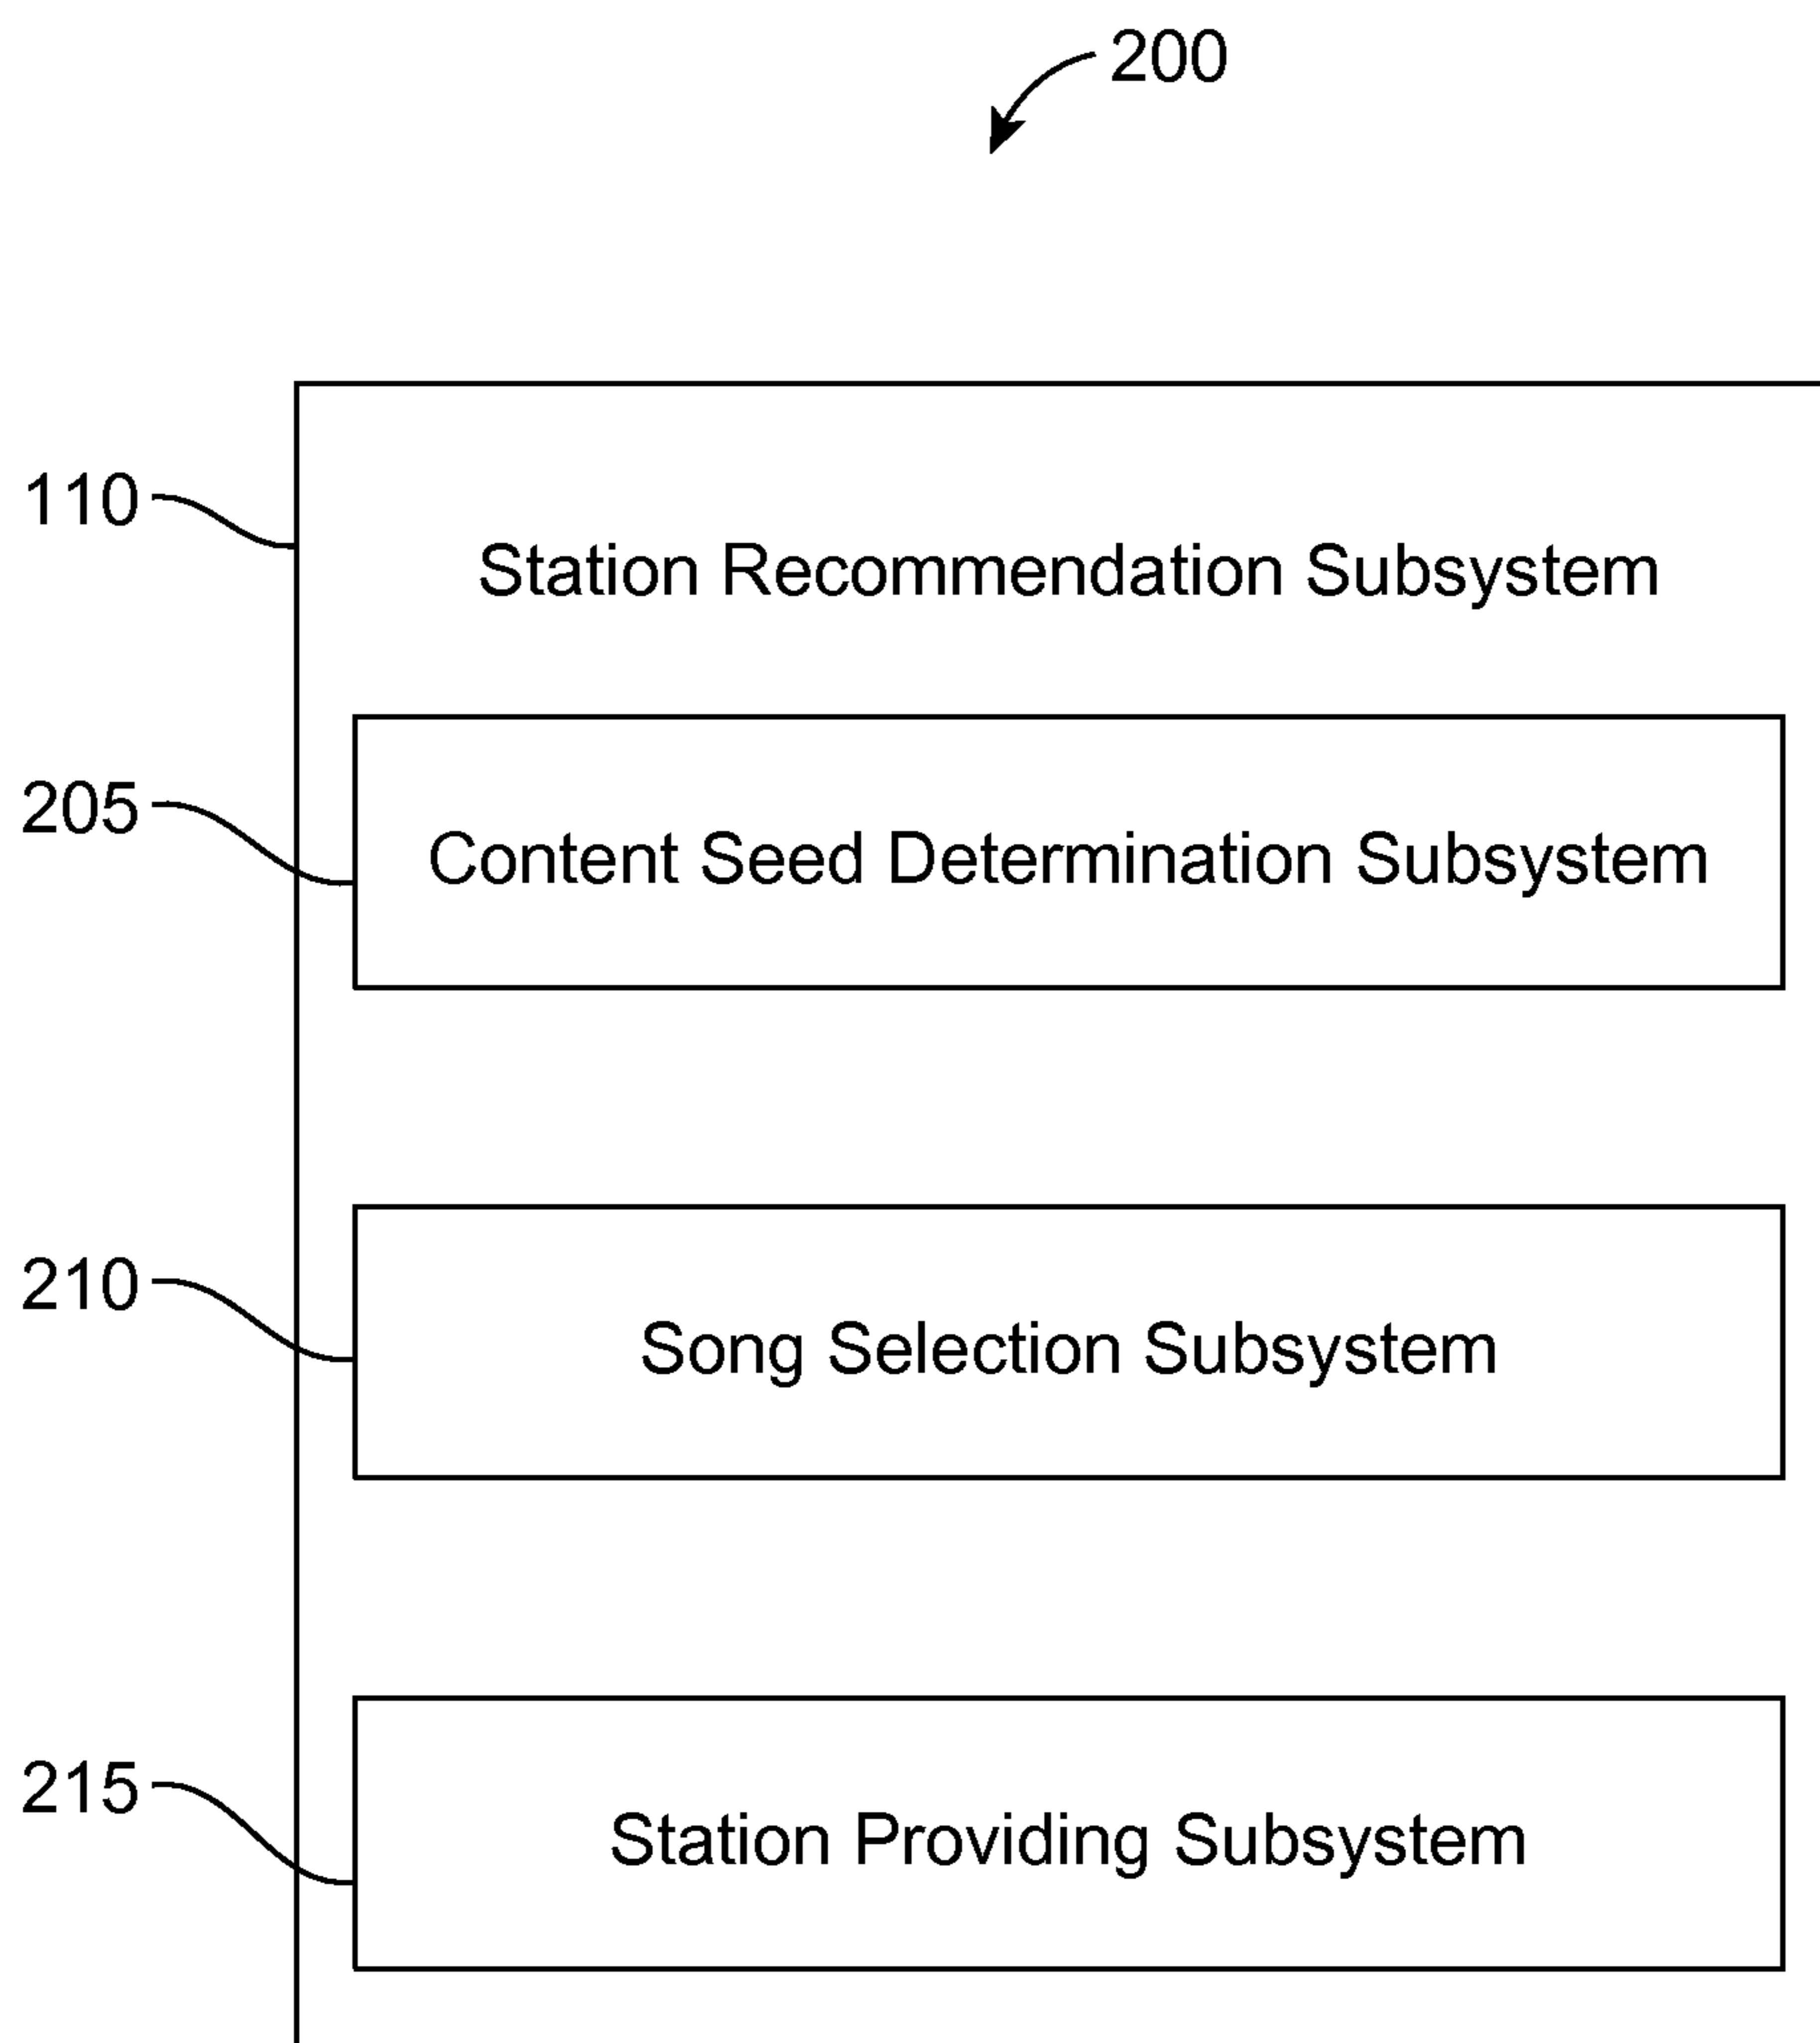 200
110
Station Recommendation Subsystem
205
Content Seed Determination Subsystem
210
Song Selection Subsystem
215
Station Providing Subsystem